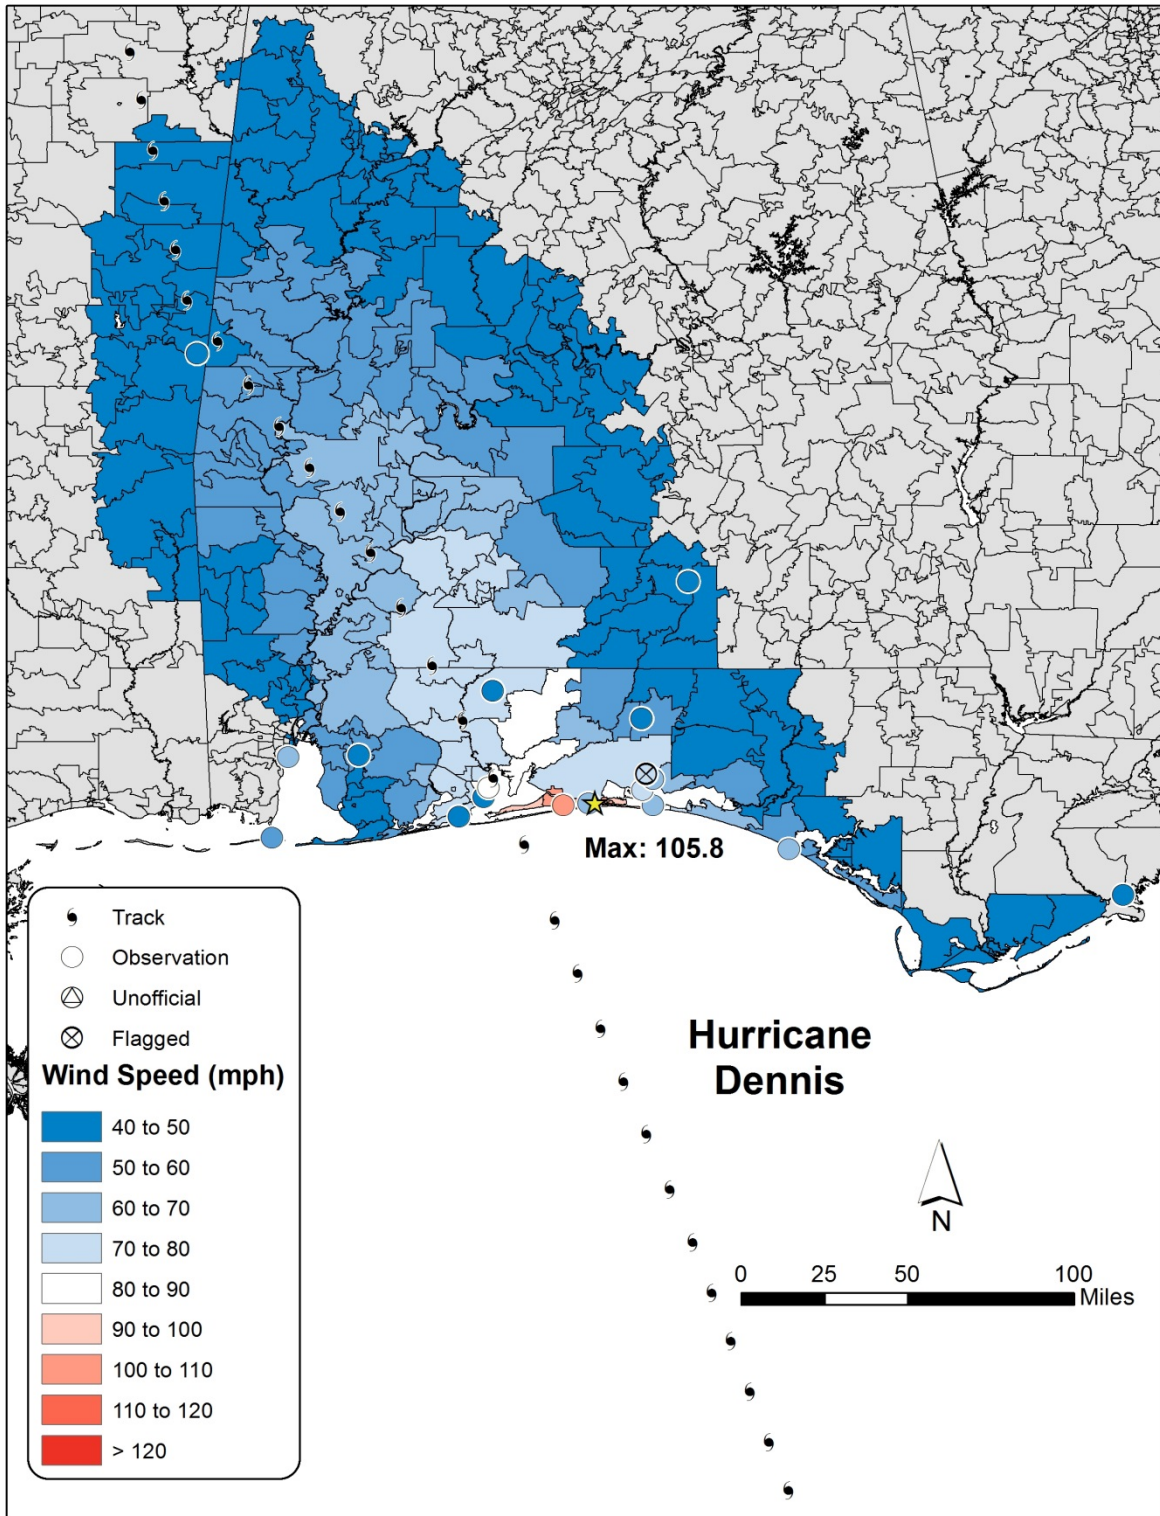 Max: 105.8
Track
Observation
Unofficial
Flagged
Wind Speed (mph)
40 to 50
50 to 60
60 to 70
70 to 80
80 to 90
90 to 100
100 to 110
110 to 120
> 120
Hurricane
Dennis
N
0 25 50 100
Miles